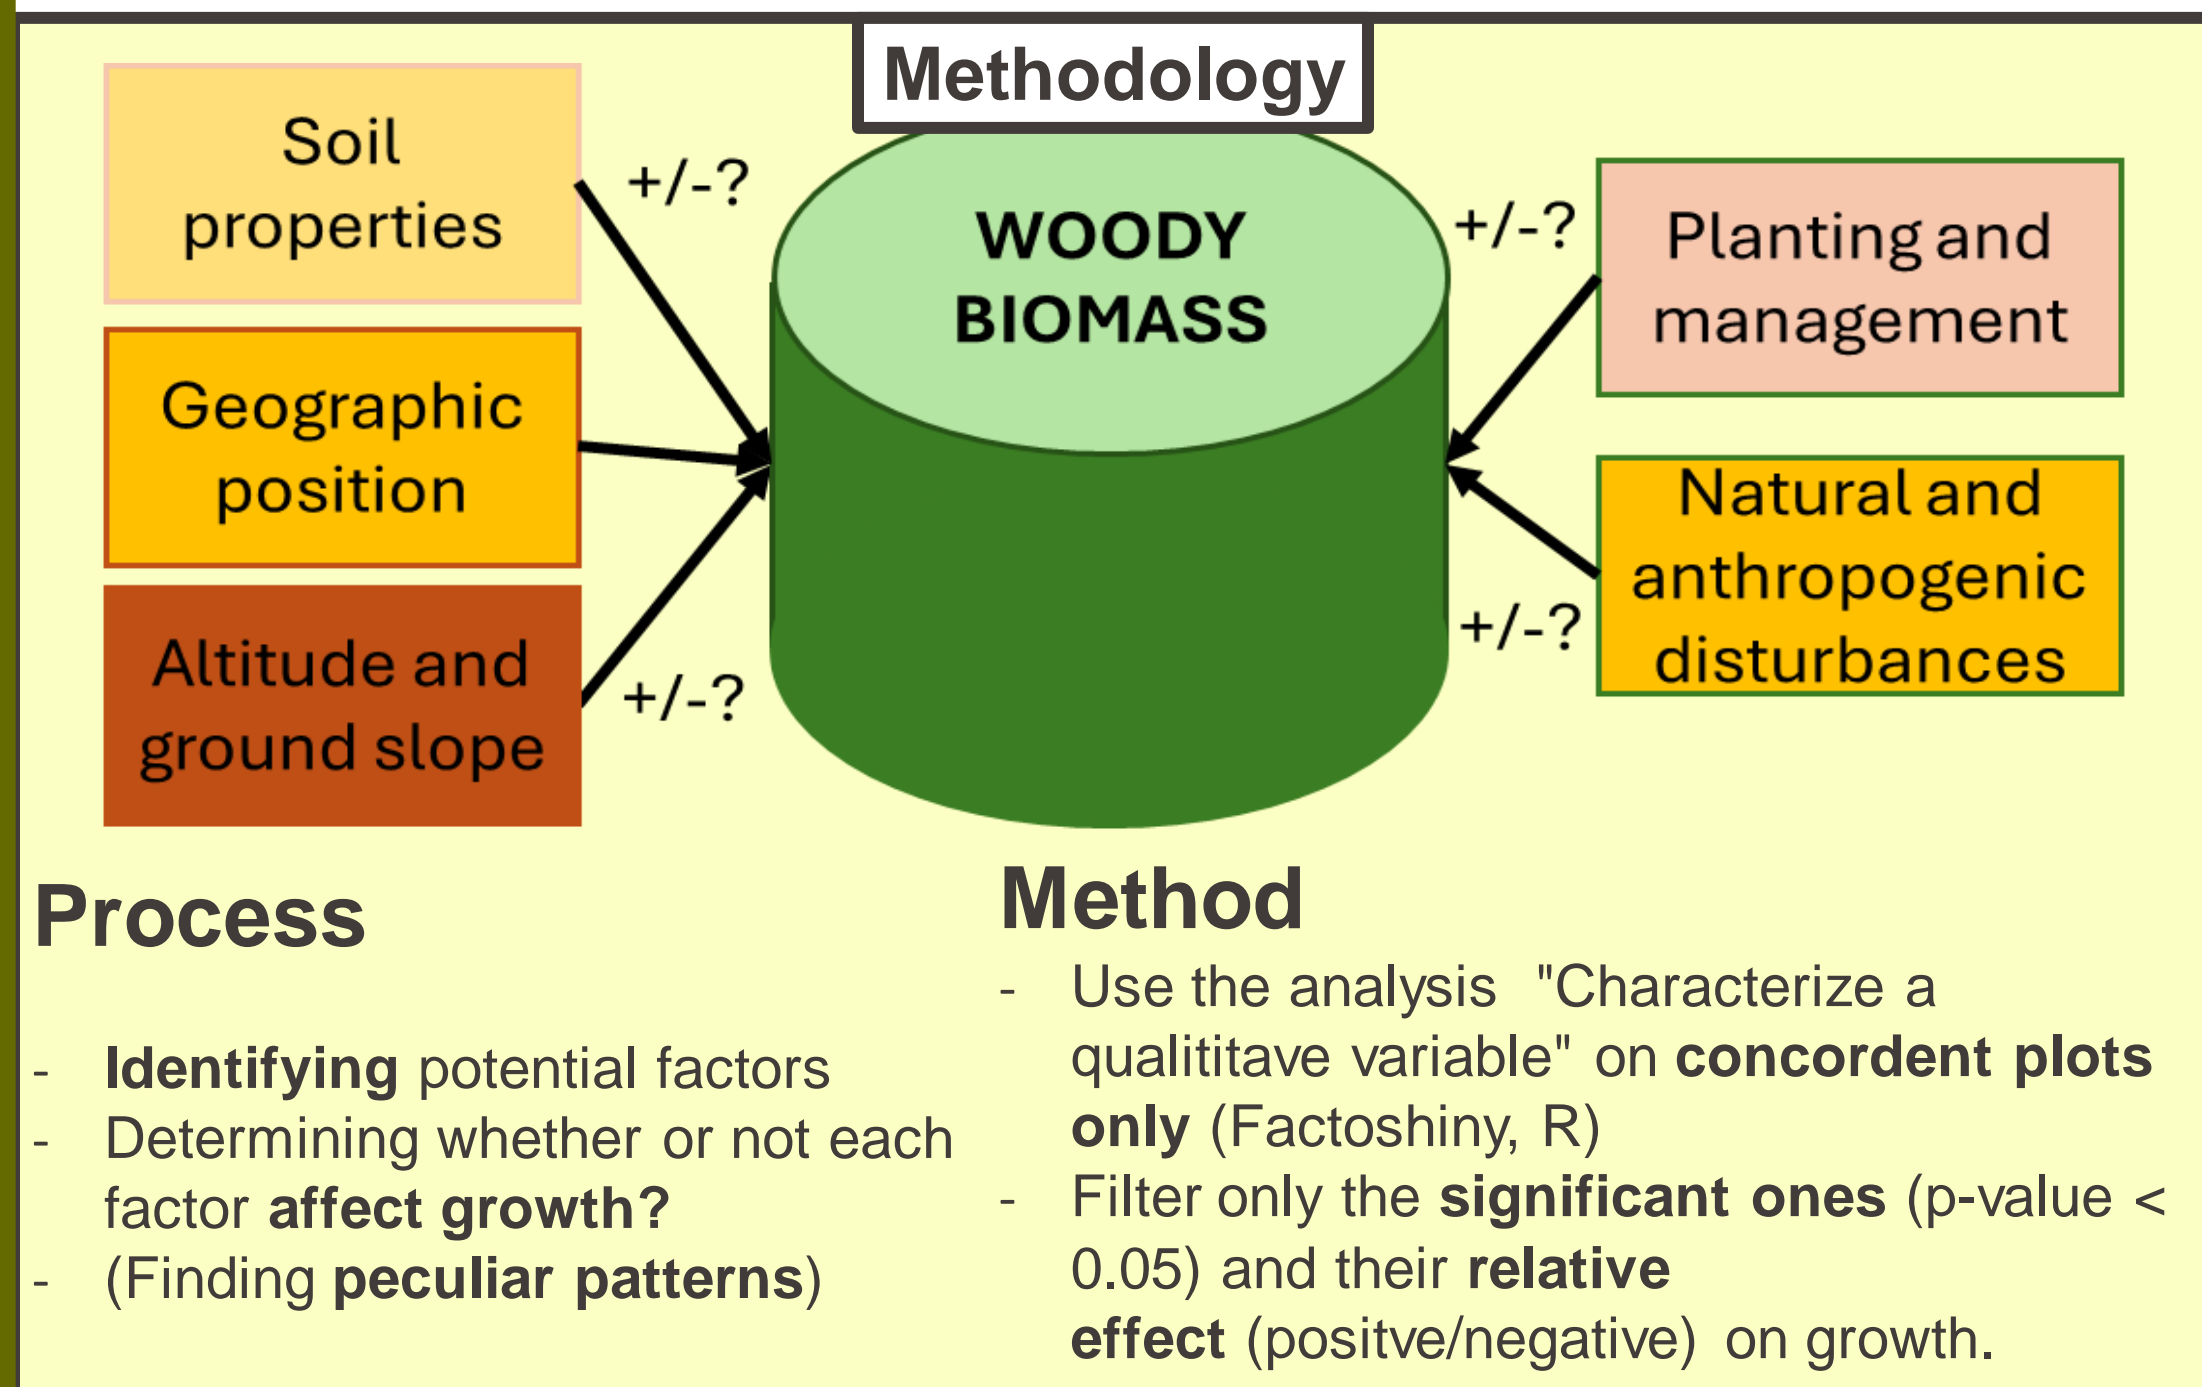 Methodology
Soil
properties
+/-?
Geographic
position
Altitude and
ground slope
+/-?
WOODY
BIOMASS
+/-?
Planting and
management
Natural and
anthropogenic
disturbances
+/-?
Process
- Identifying potential factors
- Determining whether or not each
factor affect growth?
- (Finding peculiar patterns)
Method
- Use the analysis "Characterize a
qualititave variable" on concordent plots
only (Factoshiny, R)
- Filter only the significant ones (p-value <
0.05) and their relative
effect (positve/negative) on growth.